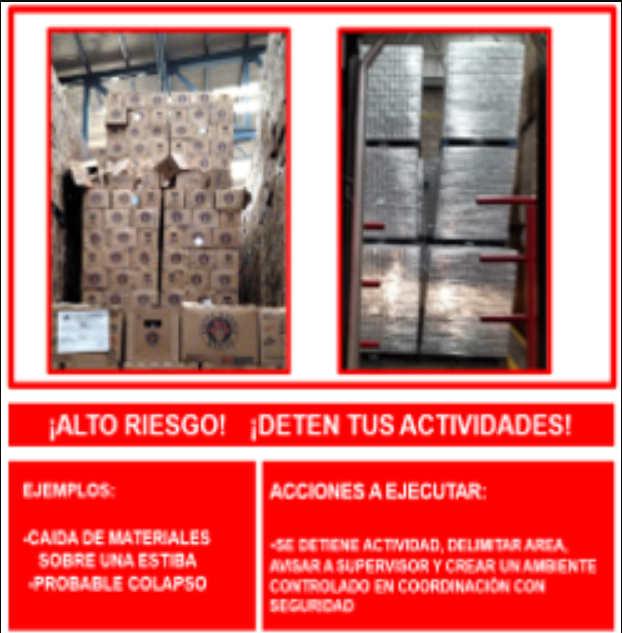 ¡ALTO RIESGO! ¡DETEN TUS ACTIVIDADES!
EJEMPLOS:
-CAIDA DE MATERIALES
SOBRE UNA ESTIBA
-PROBABLE COLAPSO
ACCIONES A EJECUTAR:
-SE DETIENE ACTIVIDAD, DELIMITAR AREA,
AVISAR A SUPERVISOR Y CREAR UN AMBIENTE
CONTROLADO EN COORDINACIÓN CON
SEGURIDAD